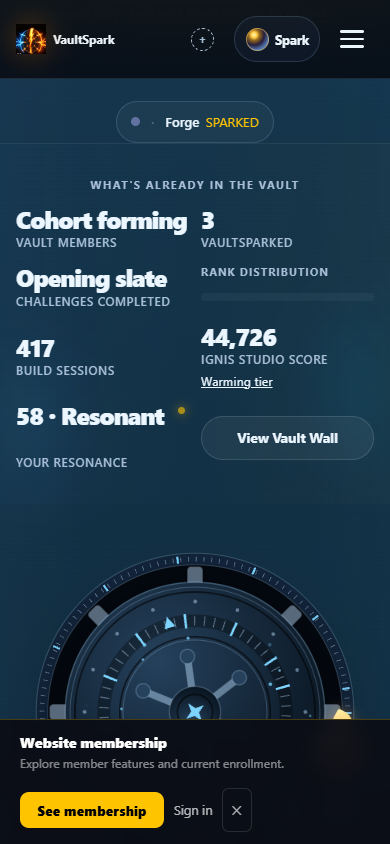 VaultSpark
+
Spark
· Forge SPARKED
WHAT'S ALREADY IN THE VAULT
Cohort forming
VAULT MEMBERS
3
VAULTSPARKED
Opening slate
CHALLENGES COMPLETED
RANK DISTRIBUTION
417
BUILD SESSIONS
44,726
IGNIS STUDIO SCORE
Warming tier
58 · Resonant
YOUR RESONANCE
View Vault Wall
Website membership
Explore member features and current enrollment.
See membership
Sign in
×